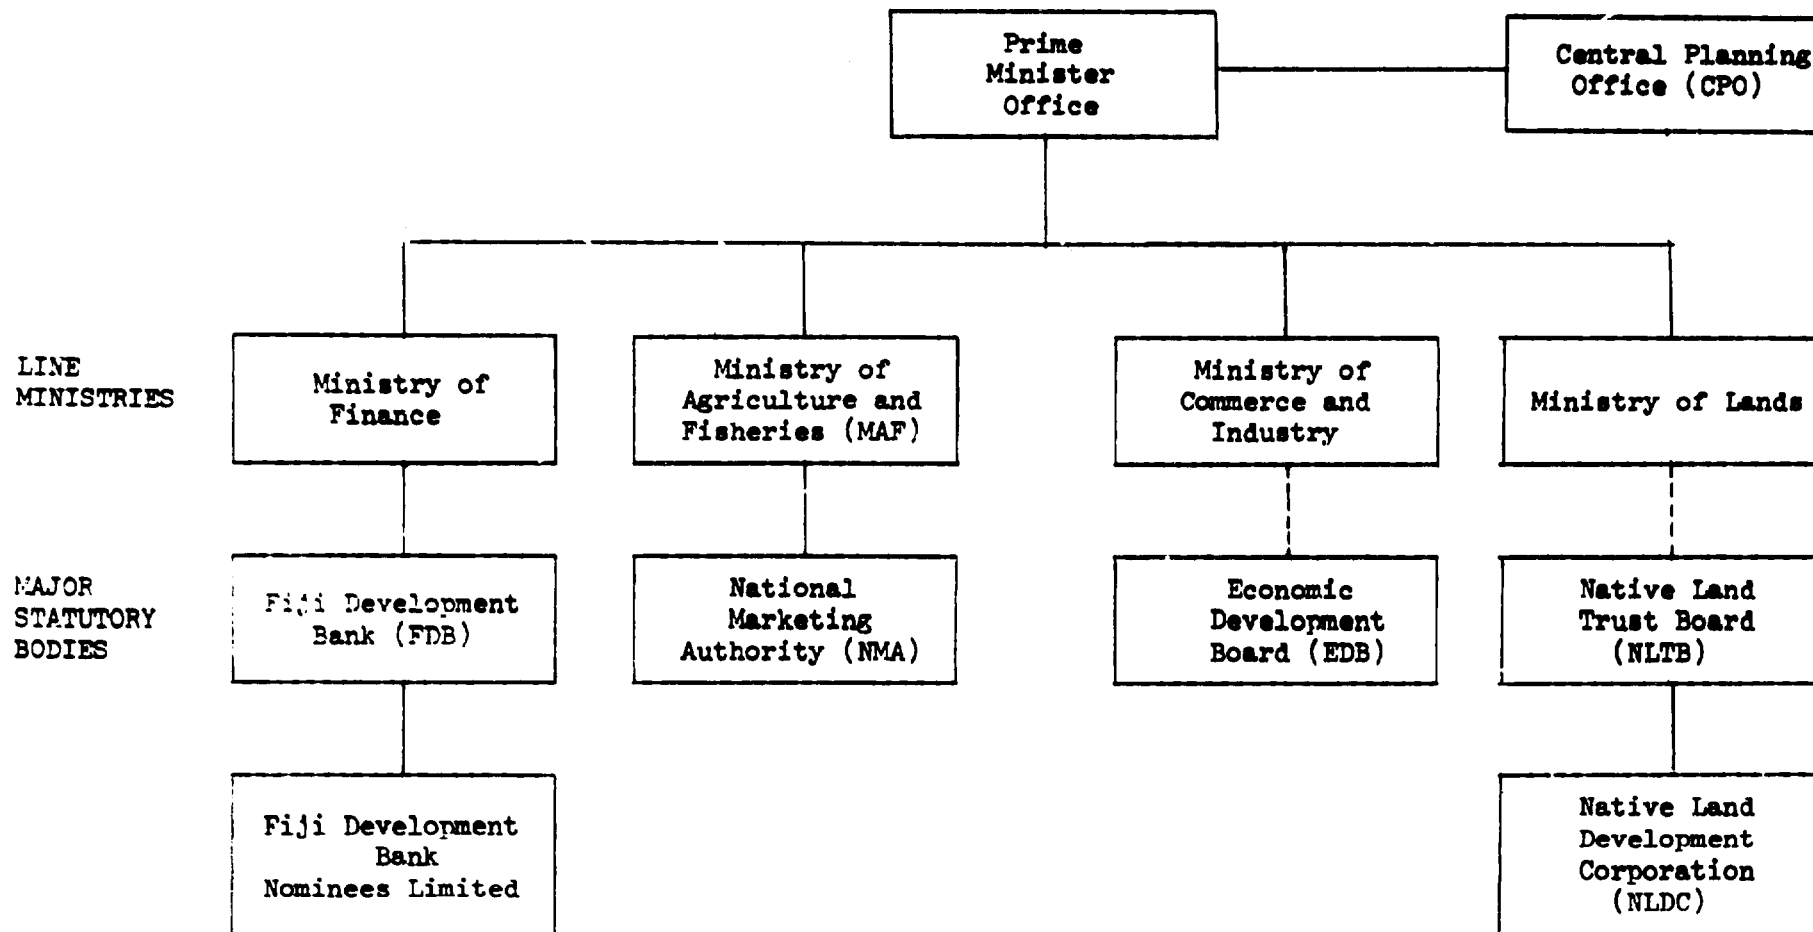 Prime
Minister
Office
Central Planning
Office (CPO)
LINE
MINISTRIES
Ministry of
Finance
Ministry of
Agriculture and
Fisheries (MAF)
Ministry of
Commerce and
Industry
Ministry of Lands
MAJOR
STATUTORY
BODIES
Fiji Development
Bank (FDB)
National
Marketing
Authority (NMA)
Economic
Development
Board (EDB)
Native Land
Trust Board
(NLTB)
Fiji Development
Bank
Nominees Limited
Native Land
Development
Corporation
(NLDC)